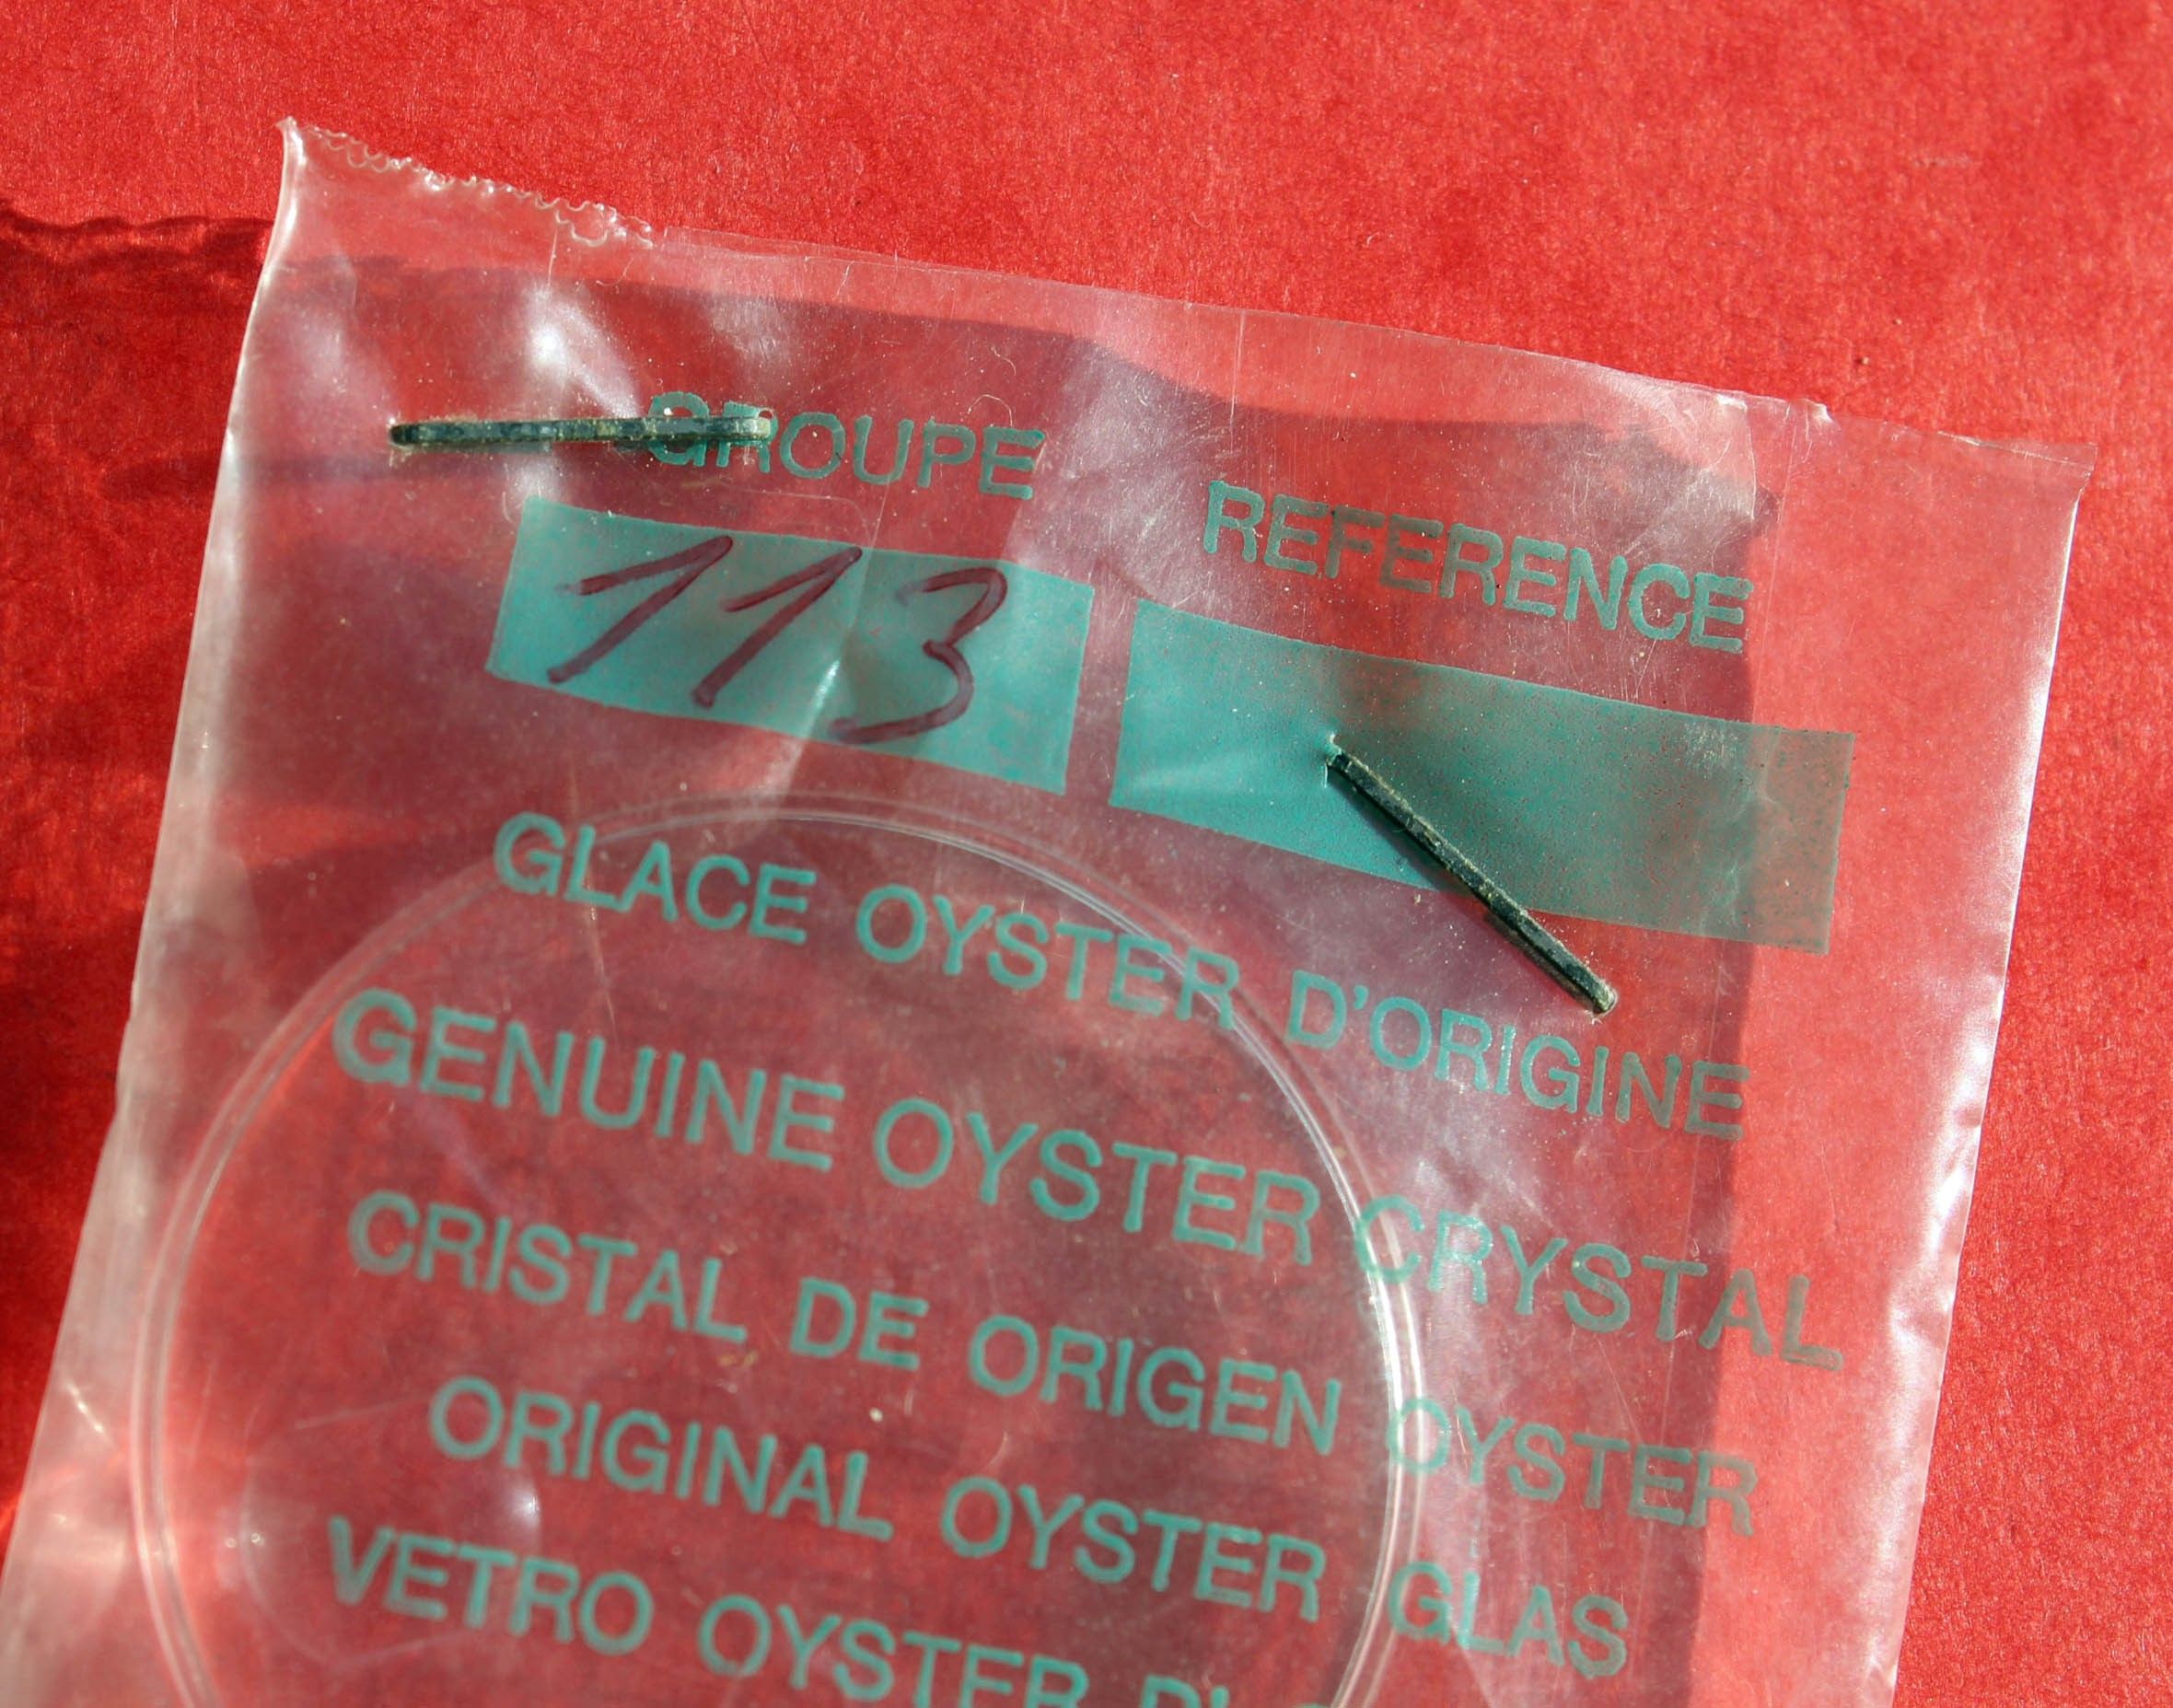 GROUPE
REFERENCE
113
GLACE OYSTER D'ORIGINE
GENUINE OYSTER CRYSTAL
CRISTAL DE ORIGEN OYSTER
ORIGINAL OYSTER GLAS
VETRO OYSTER